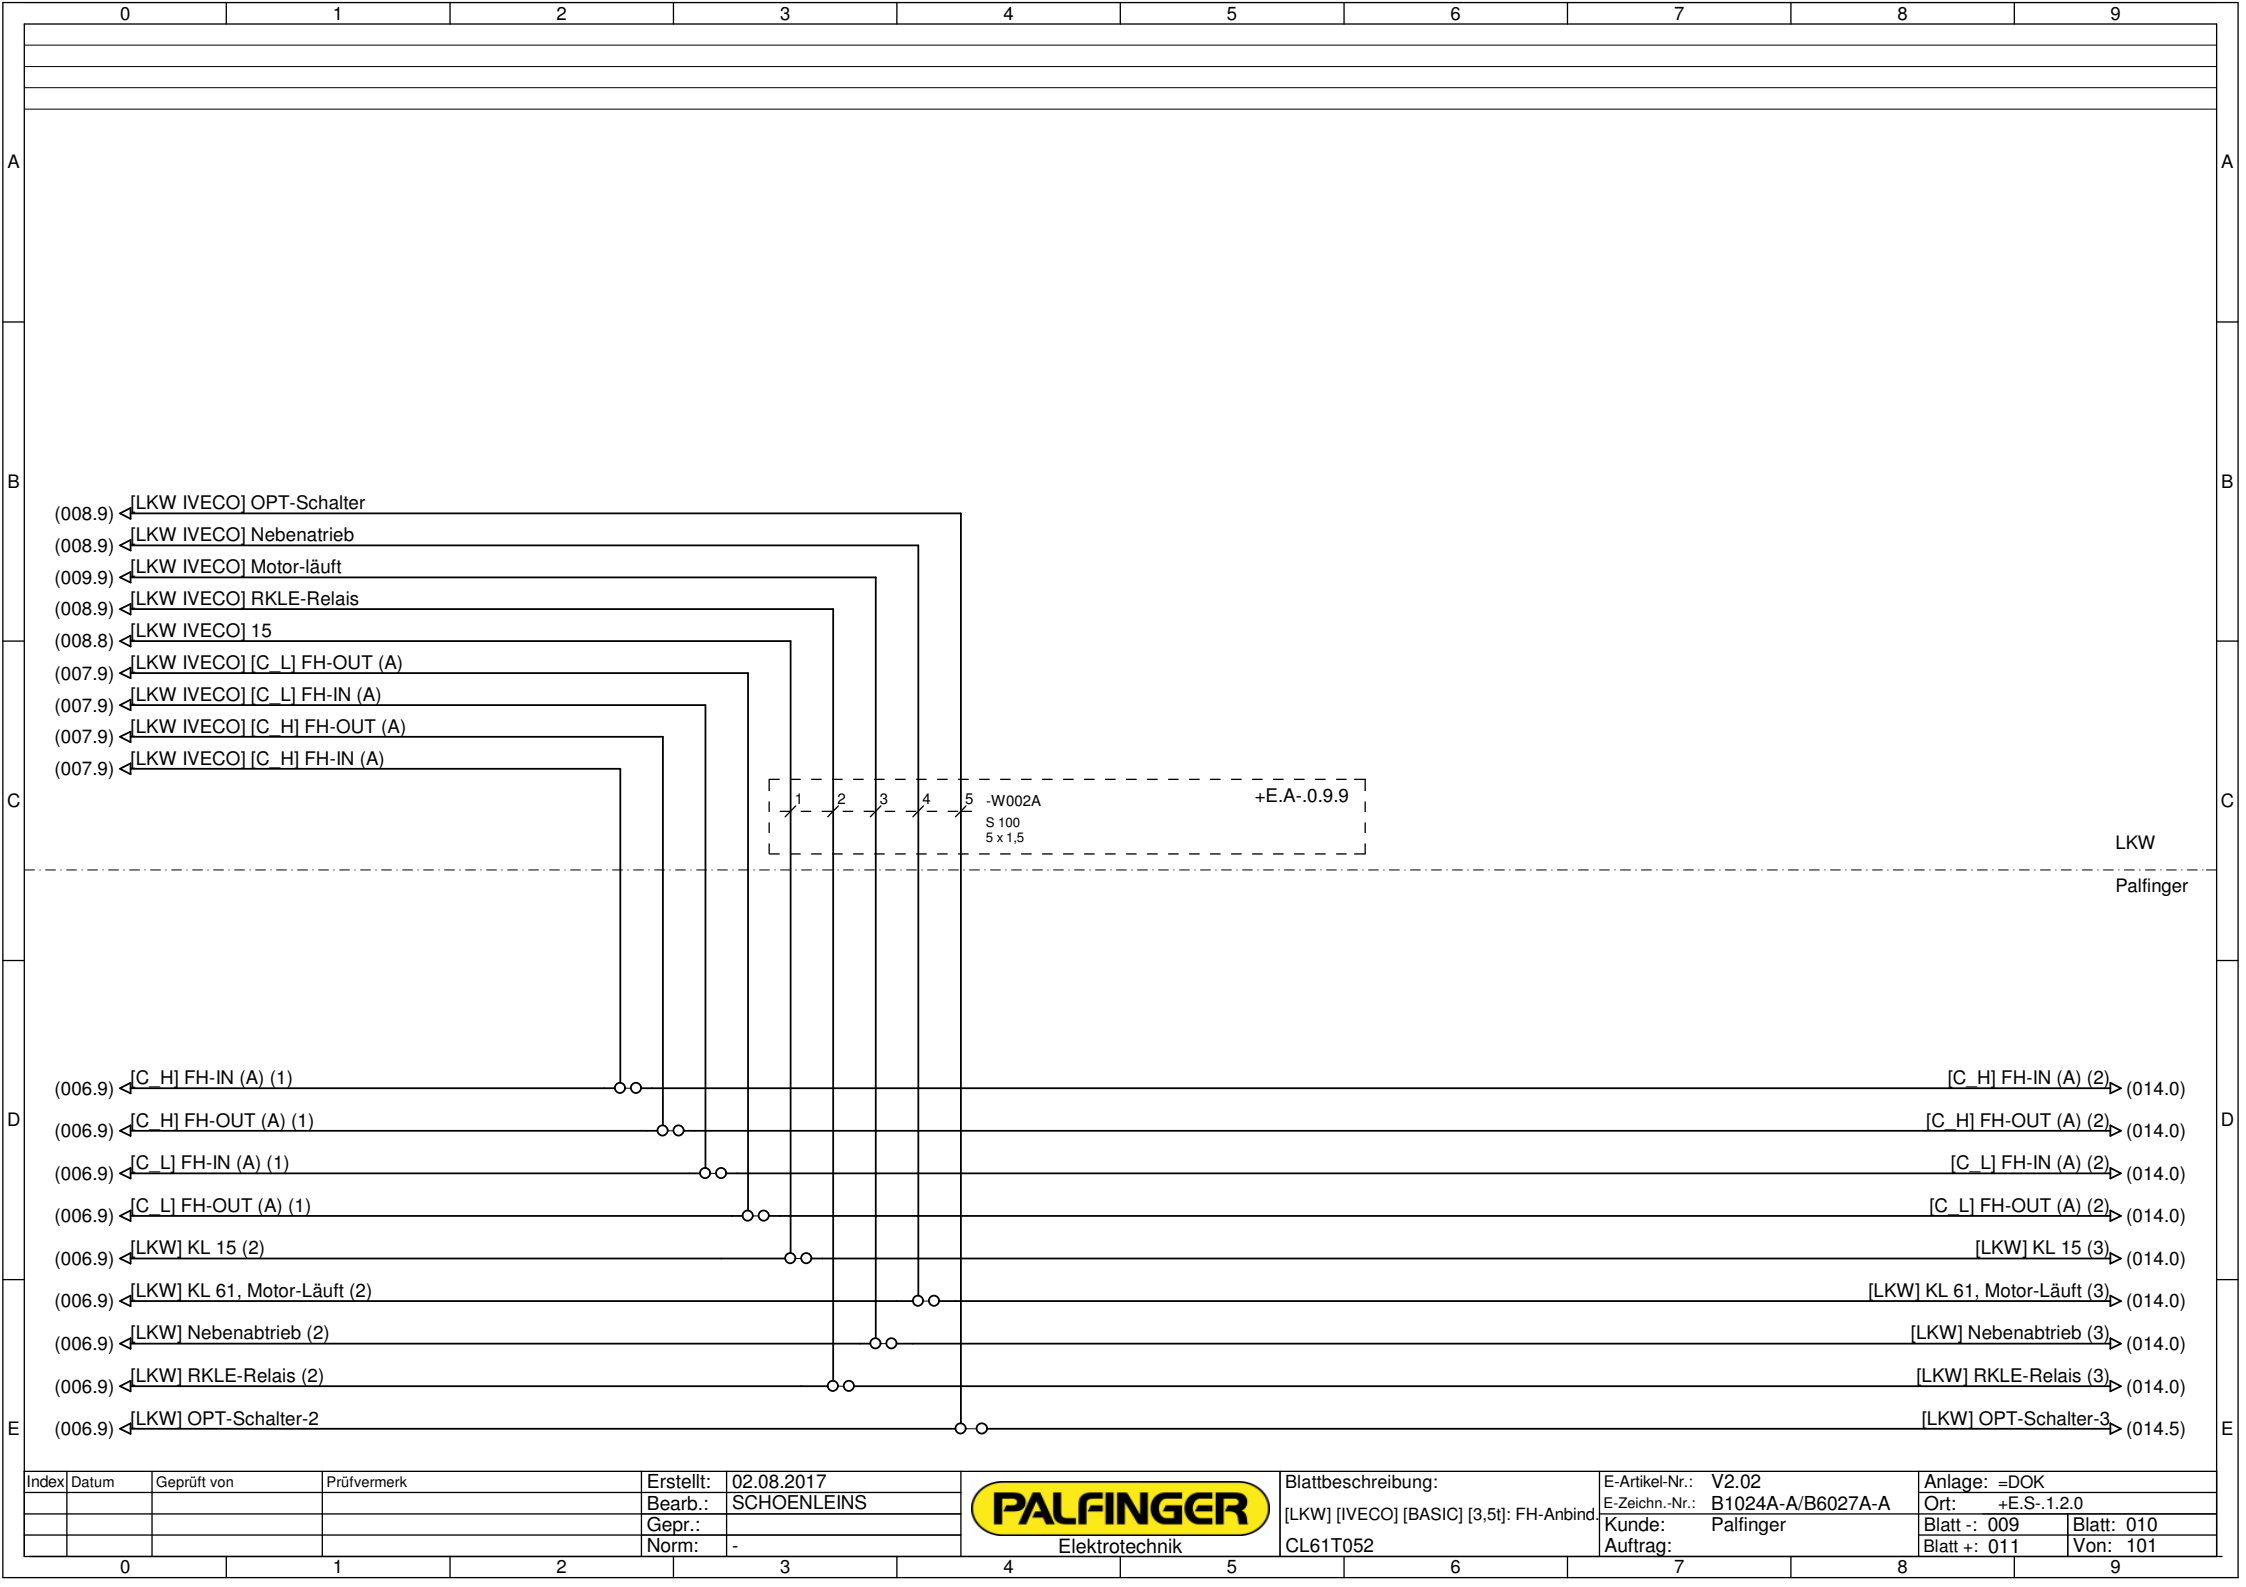 0 1 2 3 4 5 6 7 8 9
A A
B B
(008.9) [LKW IVECO] OPT-Schalter
(008.9) [LKW IVECO] Nebenatrieb
(009.9) [LKW IVECO] Motor-läuft
(008.9) [LKW IVECO] RKLE-Relais
(008.8) [LKW IVECO] 15
(007.9) [LKW IVECO] [C_L] FH-OUT (A)
(007.9) [LKW IVECO] [C_L] FH-IN (A)
(007.9) [LKW IVECO] [C_H] FH-OUT (A)
(007.9) [LKW IVECO] [C_H] FH-IN (A)
C 1 2 3 4 5 -W002A +E.A-.0.9.9 C
S 100
5 x 1,5
LKW
Palfinger
(006.9) [C_H] FH-IN (A) (1) [C_H] FH-IN (A) (2) (014.0)
D D
(006.9) [C_H] FH-OUT (A) (1) [C_H] FH-OUT (A) (2) (014.0)
(006.9) [C_L] FH-IN (A) (1) [C_L] FH-IN (A) (2) (014.0)
(006.9) [C_L] FH-OUT (A) (1) [C_L] FH-OUT (A) (2) (014.0)
(006.9) [LKW] KL 15 (2) [LKW] KL 15 (3) (014.0)
(006.9) [LKW] KL 61, Motor-Läuft (2) [LKW] KL 61, Motor-Läuft (3) (014.0)
(006.9) [LKW] Nebenabtrieb (2) [LKW] Nebenabtrieb (3) (014.0)
(006.9) [LKW] RKLE-Relais (2) [LKW] RKLE-Relais (3) (014.0)
E (006.9) [LKW] OPT-Schalter-2 [LKW] OPT-Schalter-3 (014.5) E
Index Datum Geprüft von Prüfvermerk
Erstellt: 02.08.2017
Bearb.: SCHOENLEINS
Gepr.:
Norm: -
PALFINGER
Elektrotechnik
Blattbeschreibung:
[LKW] [IVECO] [BASIC] [3,5t]: FH-Anbind.
CL61T052
E-Artikel-Nr.: V2.02
E-Zeichn.-Nr.: B1024A-A/B6027A-A
Kunde: Palfinger
Auftrag:
Anlage: =DOK
Ort: +E.S-.1.2.0
Blatt -: 009 Blatt: 010
Blatt +: 011 Von: 101
0 1 2 3 4 5 6 7 8 9